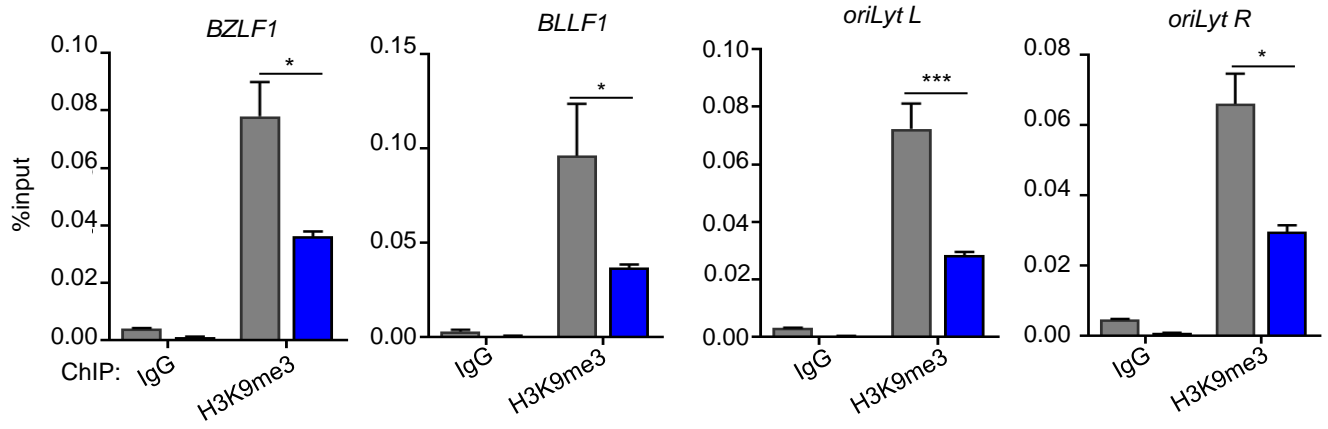 BZLF1 BLLF1 oriLyt L oriLyt R
* * *** *
%input
0.10 0.08 0.06 0.04 0.02 0.00
0.15 0.10 0.05 0.00
0.10 0.08 0.06 0.04 0.02 0.00
0.08 0.06 0.04 0.02 0.00
ChIP: IgG H3K9me3 IgG H3K9me3 IgG H3K9me3 IgG H3K9me3